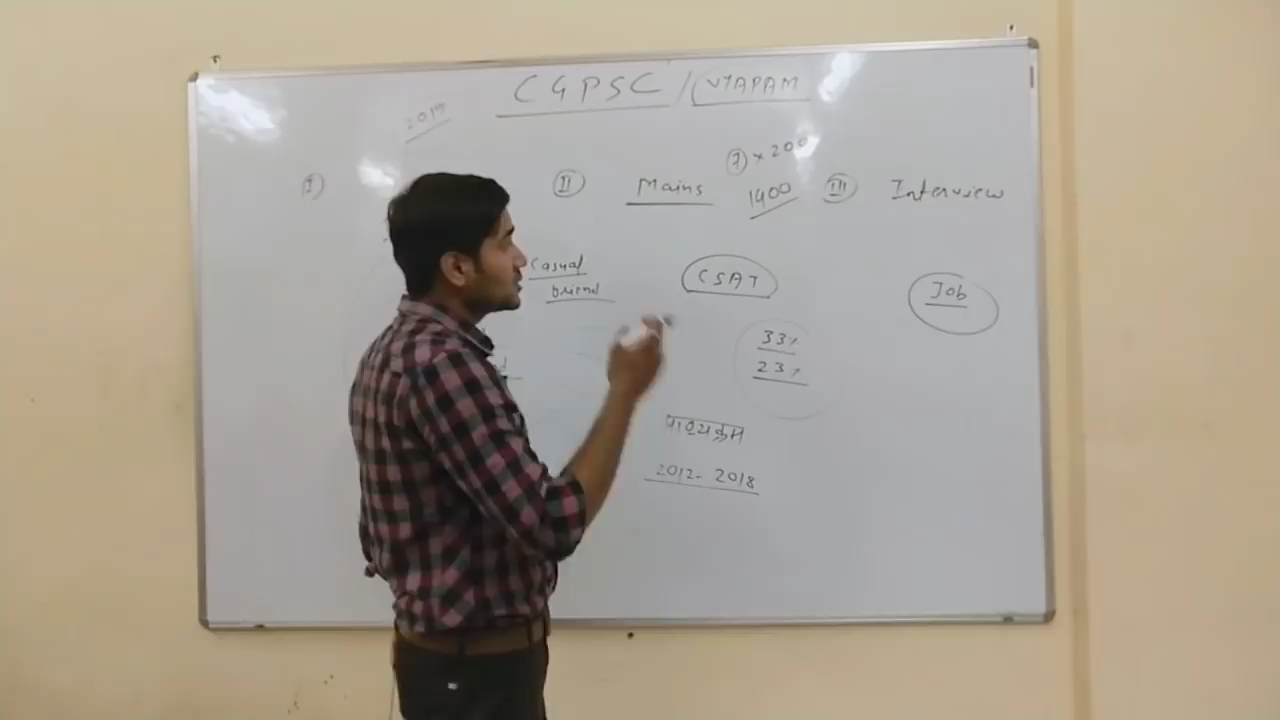 CGPSC / VYAPAM
2019
7 × 200
I
II Mains 1400 III Interview
Casual
friend
CSAT
Job
33%
23%
पाठ्यक्रम
2012-2018